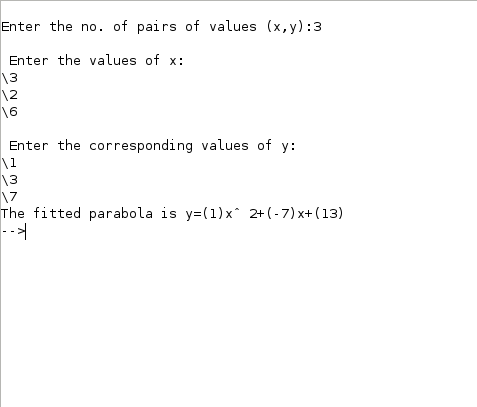 Enter the no. of pairs of values (x,y):3
Enter the values of x:
\3
\2
\6
Enter the corresponding values of y:
\1
\3
\7
The fitted parabola is y=(1)x^ 2+(-7)x+(13)
-->